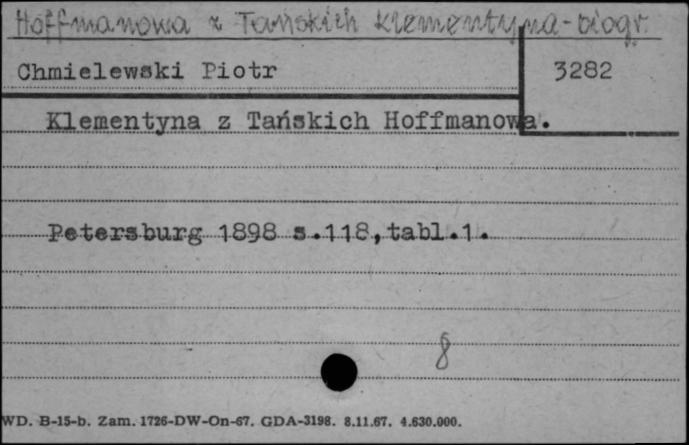 Hoffmanowa z Tańskich Klementyna - biogr.
Chmielewski Piotr 3282
Klementyna z Tańskich Hoffmanowa.
Petersburg 1898 s.118,tabl.1.
8
WD. B-15-b. Zam. 1726-DW-On-67. GDA-3198. 8.11.67. 4.630.000.